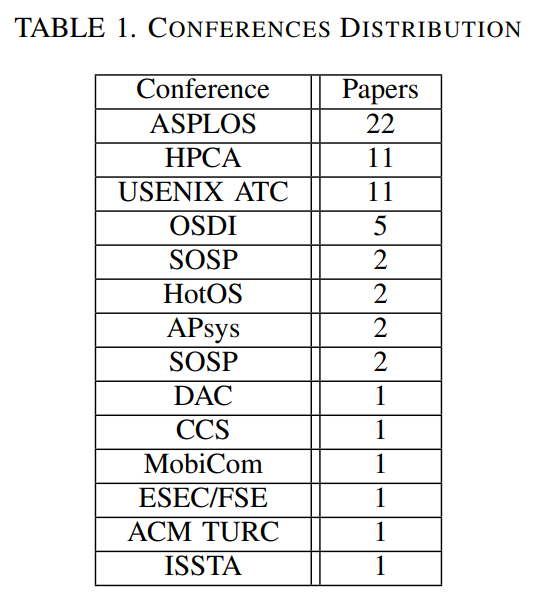 TABLE 1. CONFERENCES DISTRIBUTION
Conference Papers
ASPLOS 22
HPCA 11
USENIX ATC 11
OSDI 5
SOSP 2
HotOS 2
APsys 2
SOSP 2
DAC 1
CCS 1
MobiCom 1
ESEC/FSE 1
ACM TURC 1
ISSTA 1